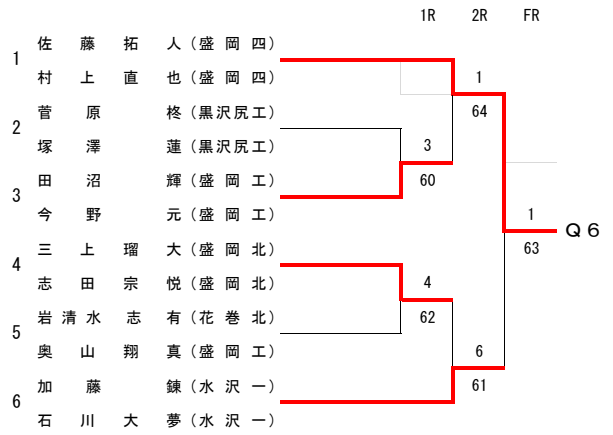 1R 2R FR
佐藤拓人(盛岡四)
1
村上直也(盛岡四) 1
菅原柊(黒沢尻工) 64
2
塚澤蓮(黒沢尻工) 3
田沼輝(盛岡工) 60
3
今野元(盛岡工) 1
Q6
三上瑠大(盛岡北) 63
4
志田宗悦(盛岡北) 4
岩清水志有(花巻北) 62
5
奥山翔真(盛岡工) 6
加藤錬(水沢一) 61
6
石川大夢(水沢一)